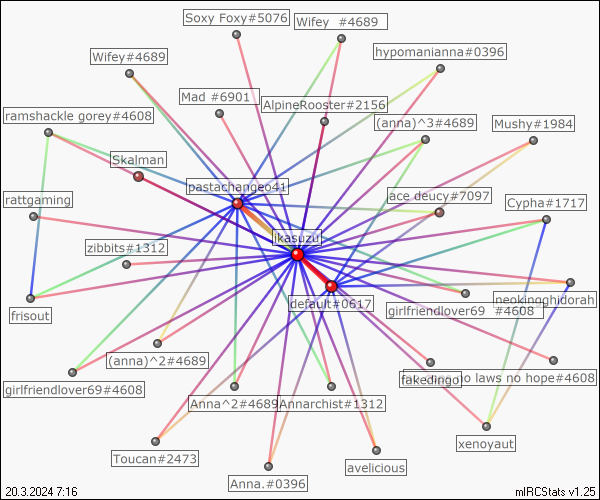 Soxy Foxy#5076
Wifey   #4689
hypomanianna#0396
Wifey#4689
Mad #6901
AlpineRooster#2156
ramshackle gorey#4608
(anna)^3#4689
Mushy#1984
Skalman
pastachangeo41
ace deucy#7097
rattgaming
Cypha#1717
ikasuzu
zibbits#1312
neokingghidorah
default#0617
girlfriendlover69   #4608
frisout
(anna)^2#4689
fakedingo
no laws no hope#4608
girlfriendlover69#4608
Anna^2#4689
Annarchist#1312
xenoyaut
Toucan#2473
avelicious
Anna.#0396
20.3.2024 7:16
mIRCStats v1.25